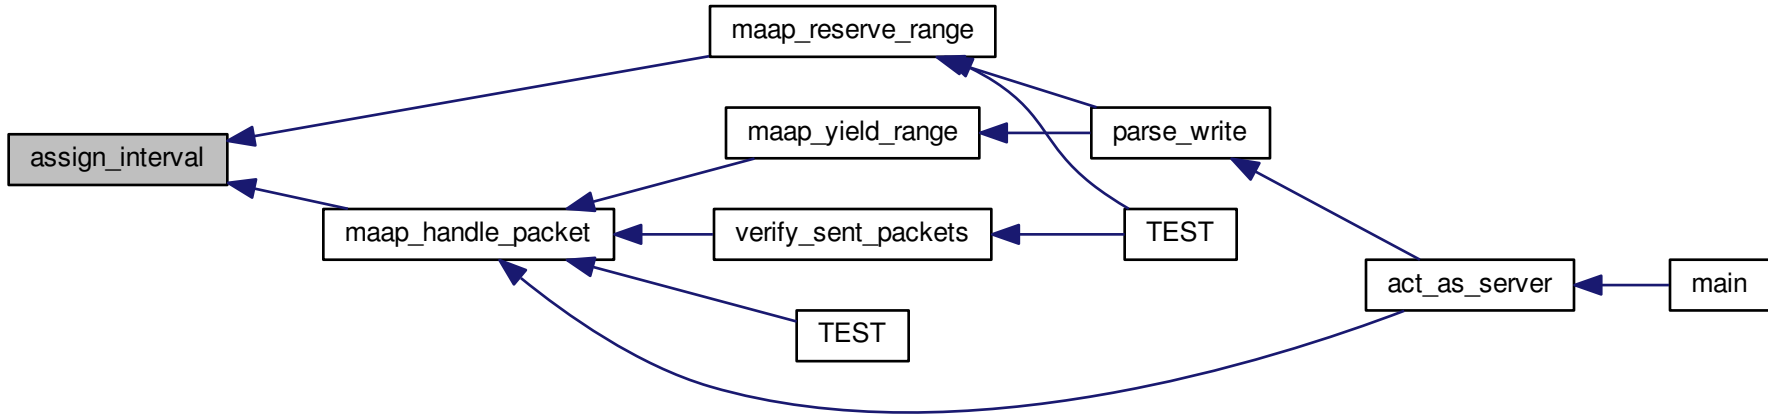 maap_reserve_range
maap_yield_range
parse_write
assign_interval
maap_handle_packet
verify_sent_packets
TEST
act_as_server
main
TEST